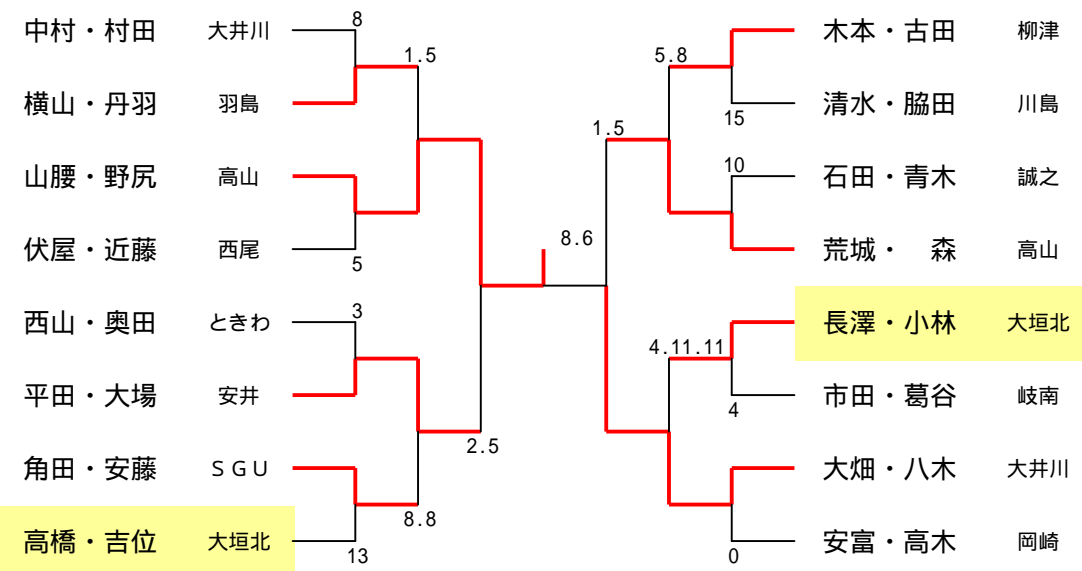 中村・村田 大井川 8
1.5
横山・丹羽 羽島
山腰・野尻 高山
伏屋・近藤 西尾 5
西山・奥田 ときわ 3
平田・大場 安井
2.5
角田・安藤 ＳＧＵ
8.8
高橋・吉位 大垣北 13
8.6
木本・古田 柳津
5.8
清水・脇田 川島
15
1.5
10
石田・青木 誠之
荒城・　森 高山
長澤・小林 大垣北
4.11.11
市田・葛谷 岐南
4
大畑・八木 大井川
安富・高木 岡崎
0